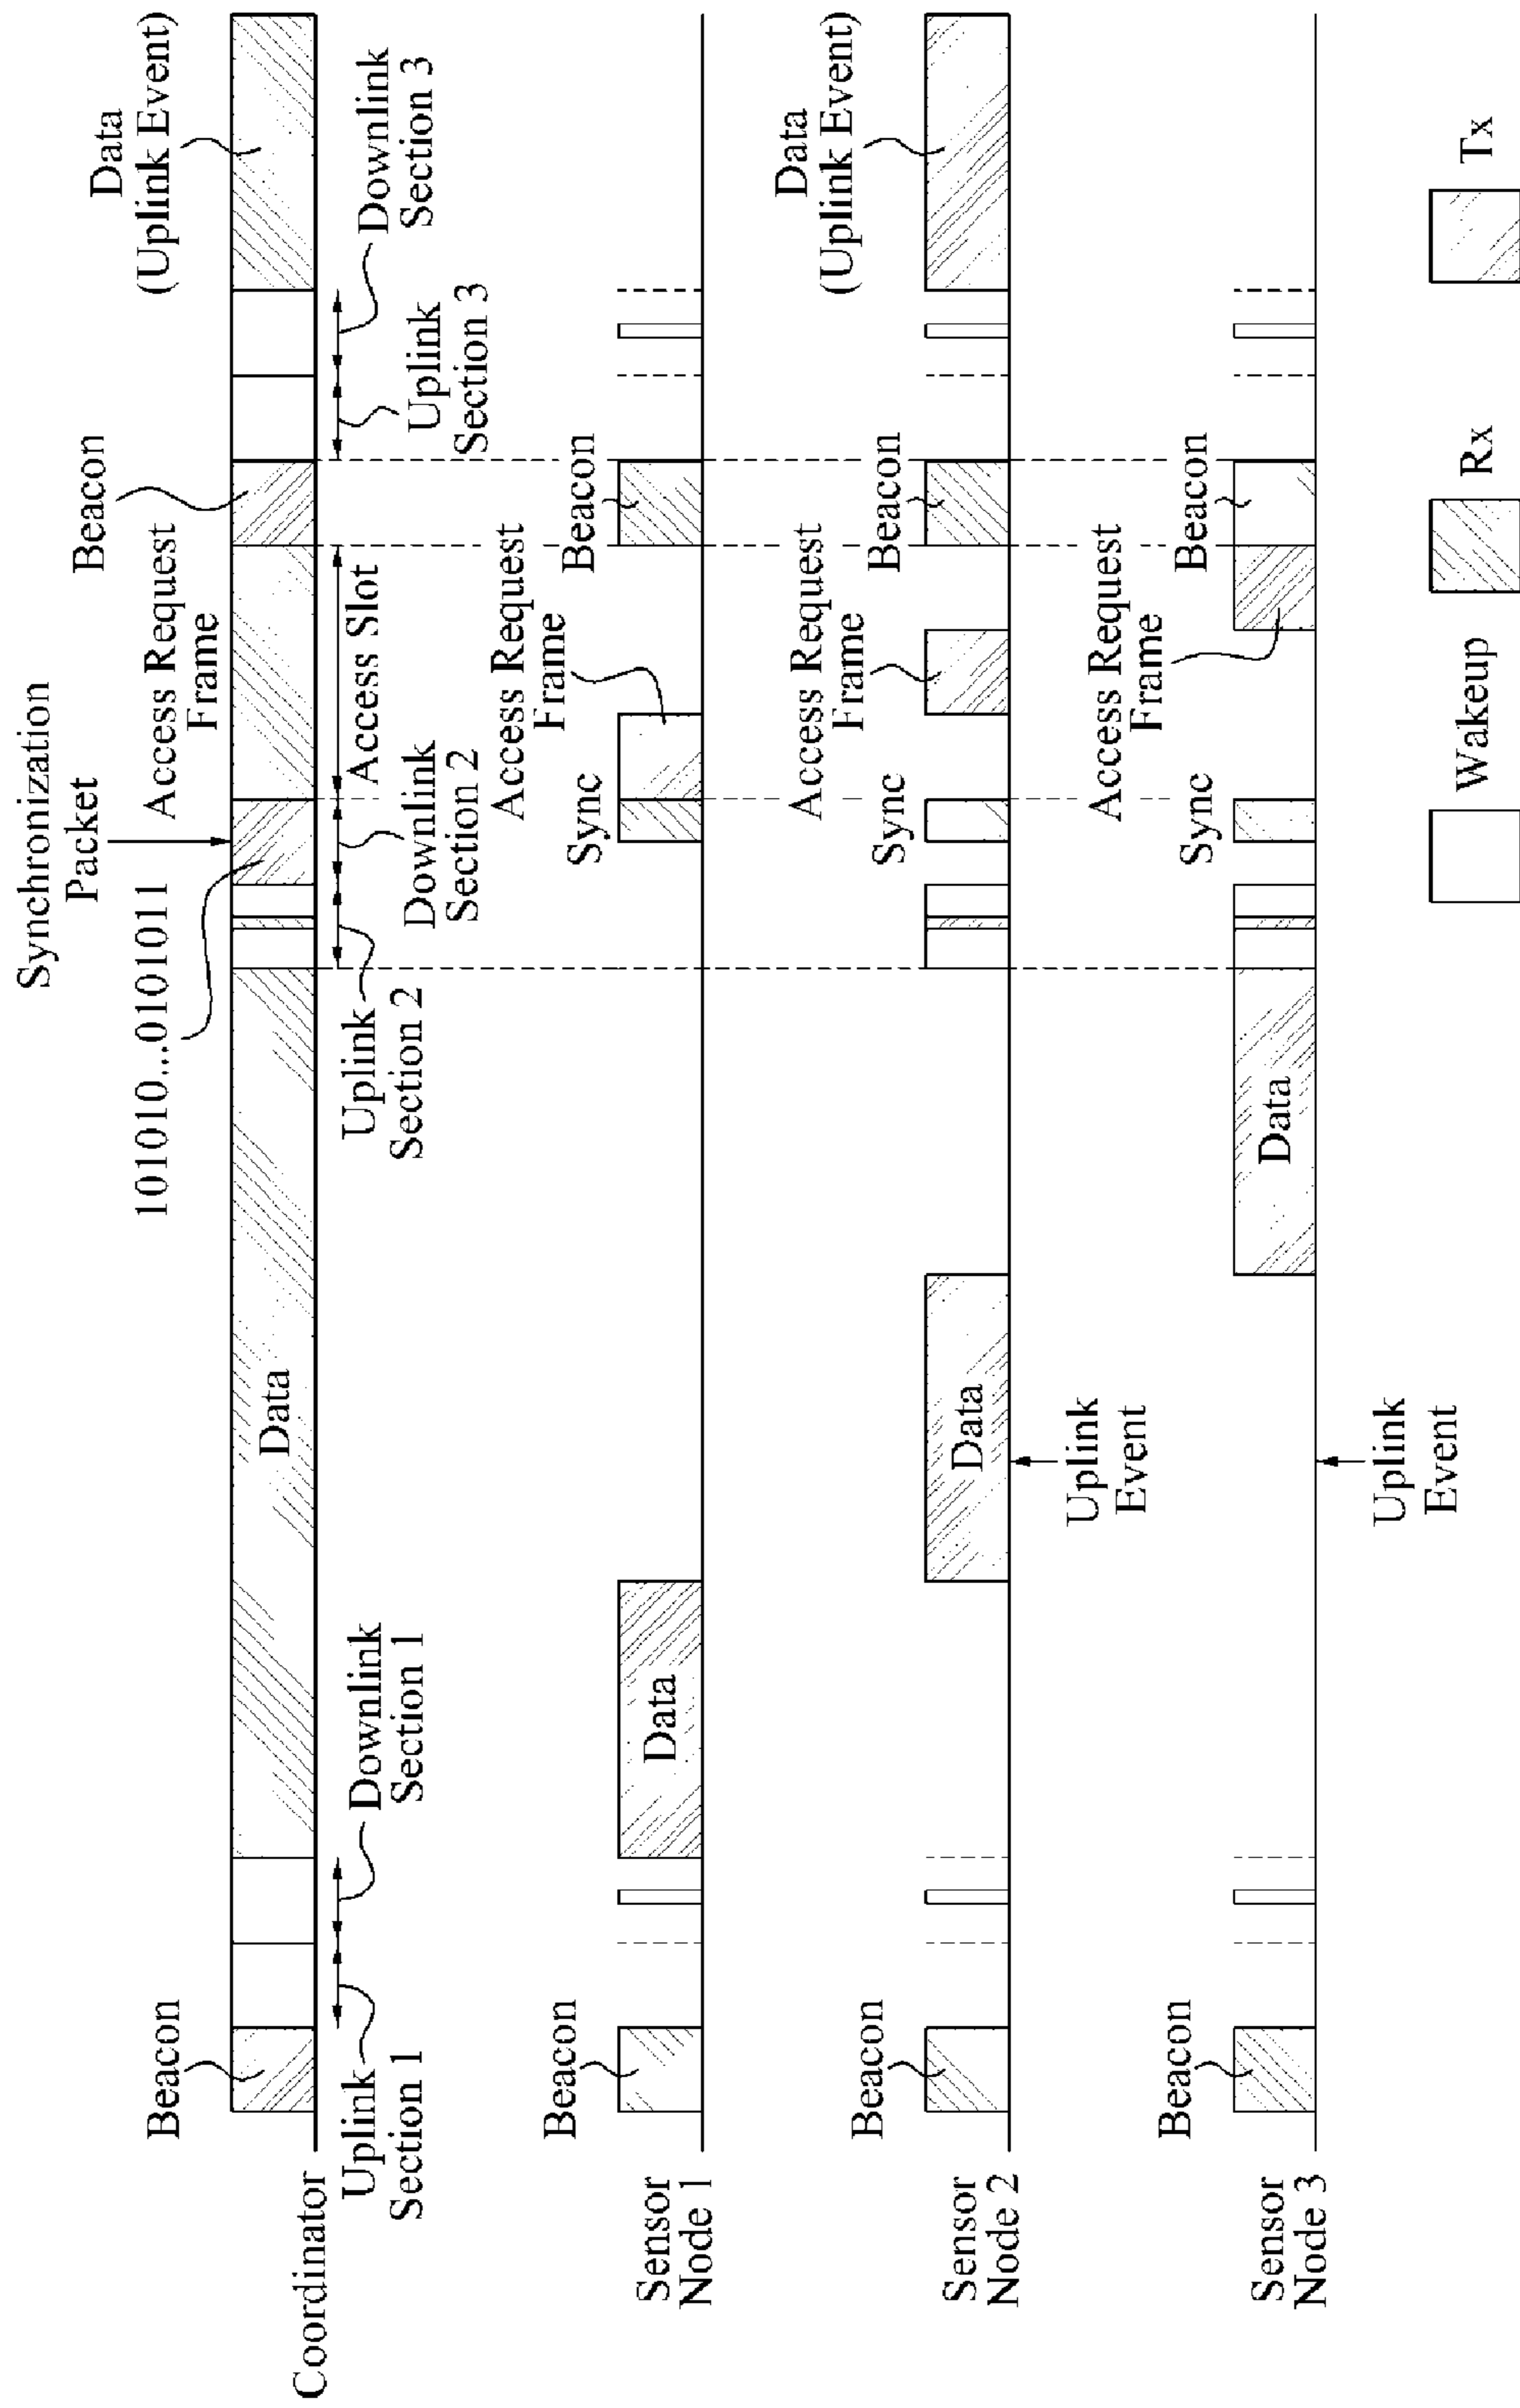 Synchronization
Packet
Data
(Uplink Event)
Beacon
101010...010101011
Access Request
Frame
Beacon
Data
Coordinator
Uplink
Section 1
Downlink
Section 1
Uplink
Section 2
Downlink
Section 2
Access Slot
Uplink
Section 3
Downlink
Section 3
Beacon
Data
Sync
Access Request
Frame
Beacon
Sensor
Node 1
Data
(Uplink Event)
Beacon
Data
Sync
Access Request
Frame
Beacon
Sensor
Node 2
Uplink
Event
Beacon
Data
Sync
Access Request
Frame
Beacon
Sensor
Node 3
Uplink
Event
Wakeup
Rx
Tx